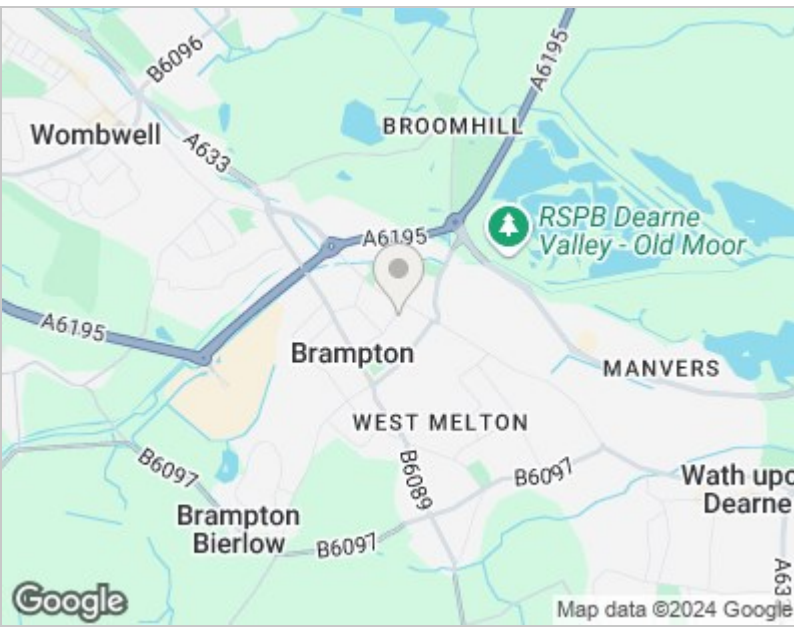 B6096
A6195
Wombwell
BROOMHILL
A633
RSPB Dearne
Valley - Old Moor
A6195
A6195
Brampton
MANVERS
WEST MELTON
B6097
B6089
B6097
Wath upo
Dearne
Brampton
Bierlow
B6097
A63
Google
Map data ©2024 Google